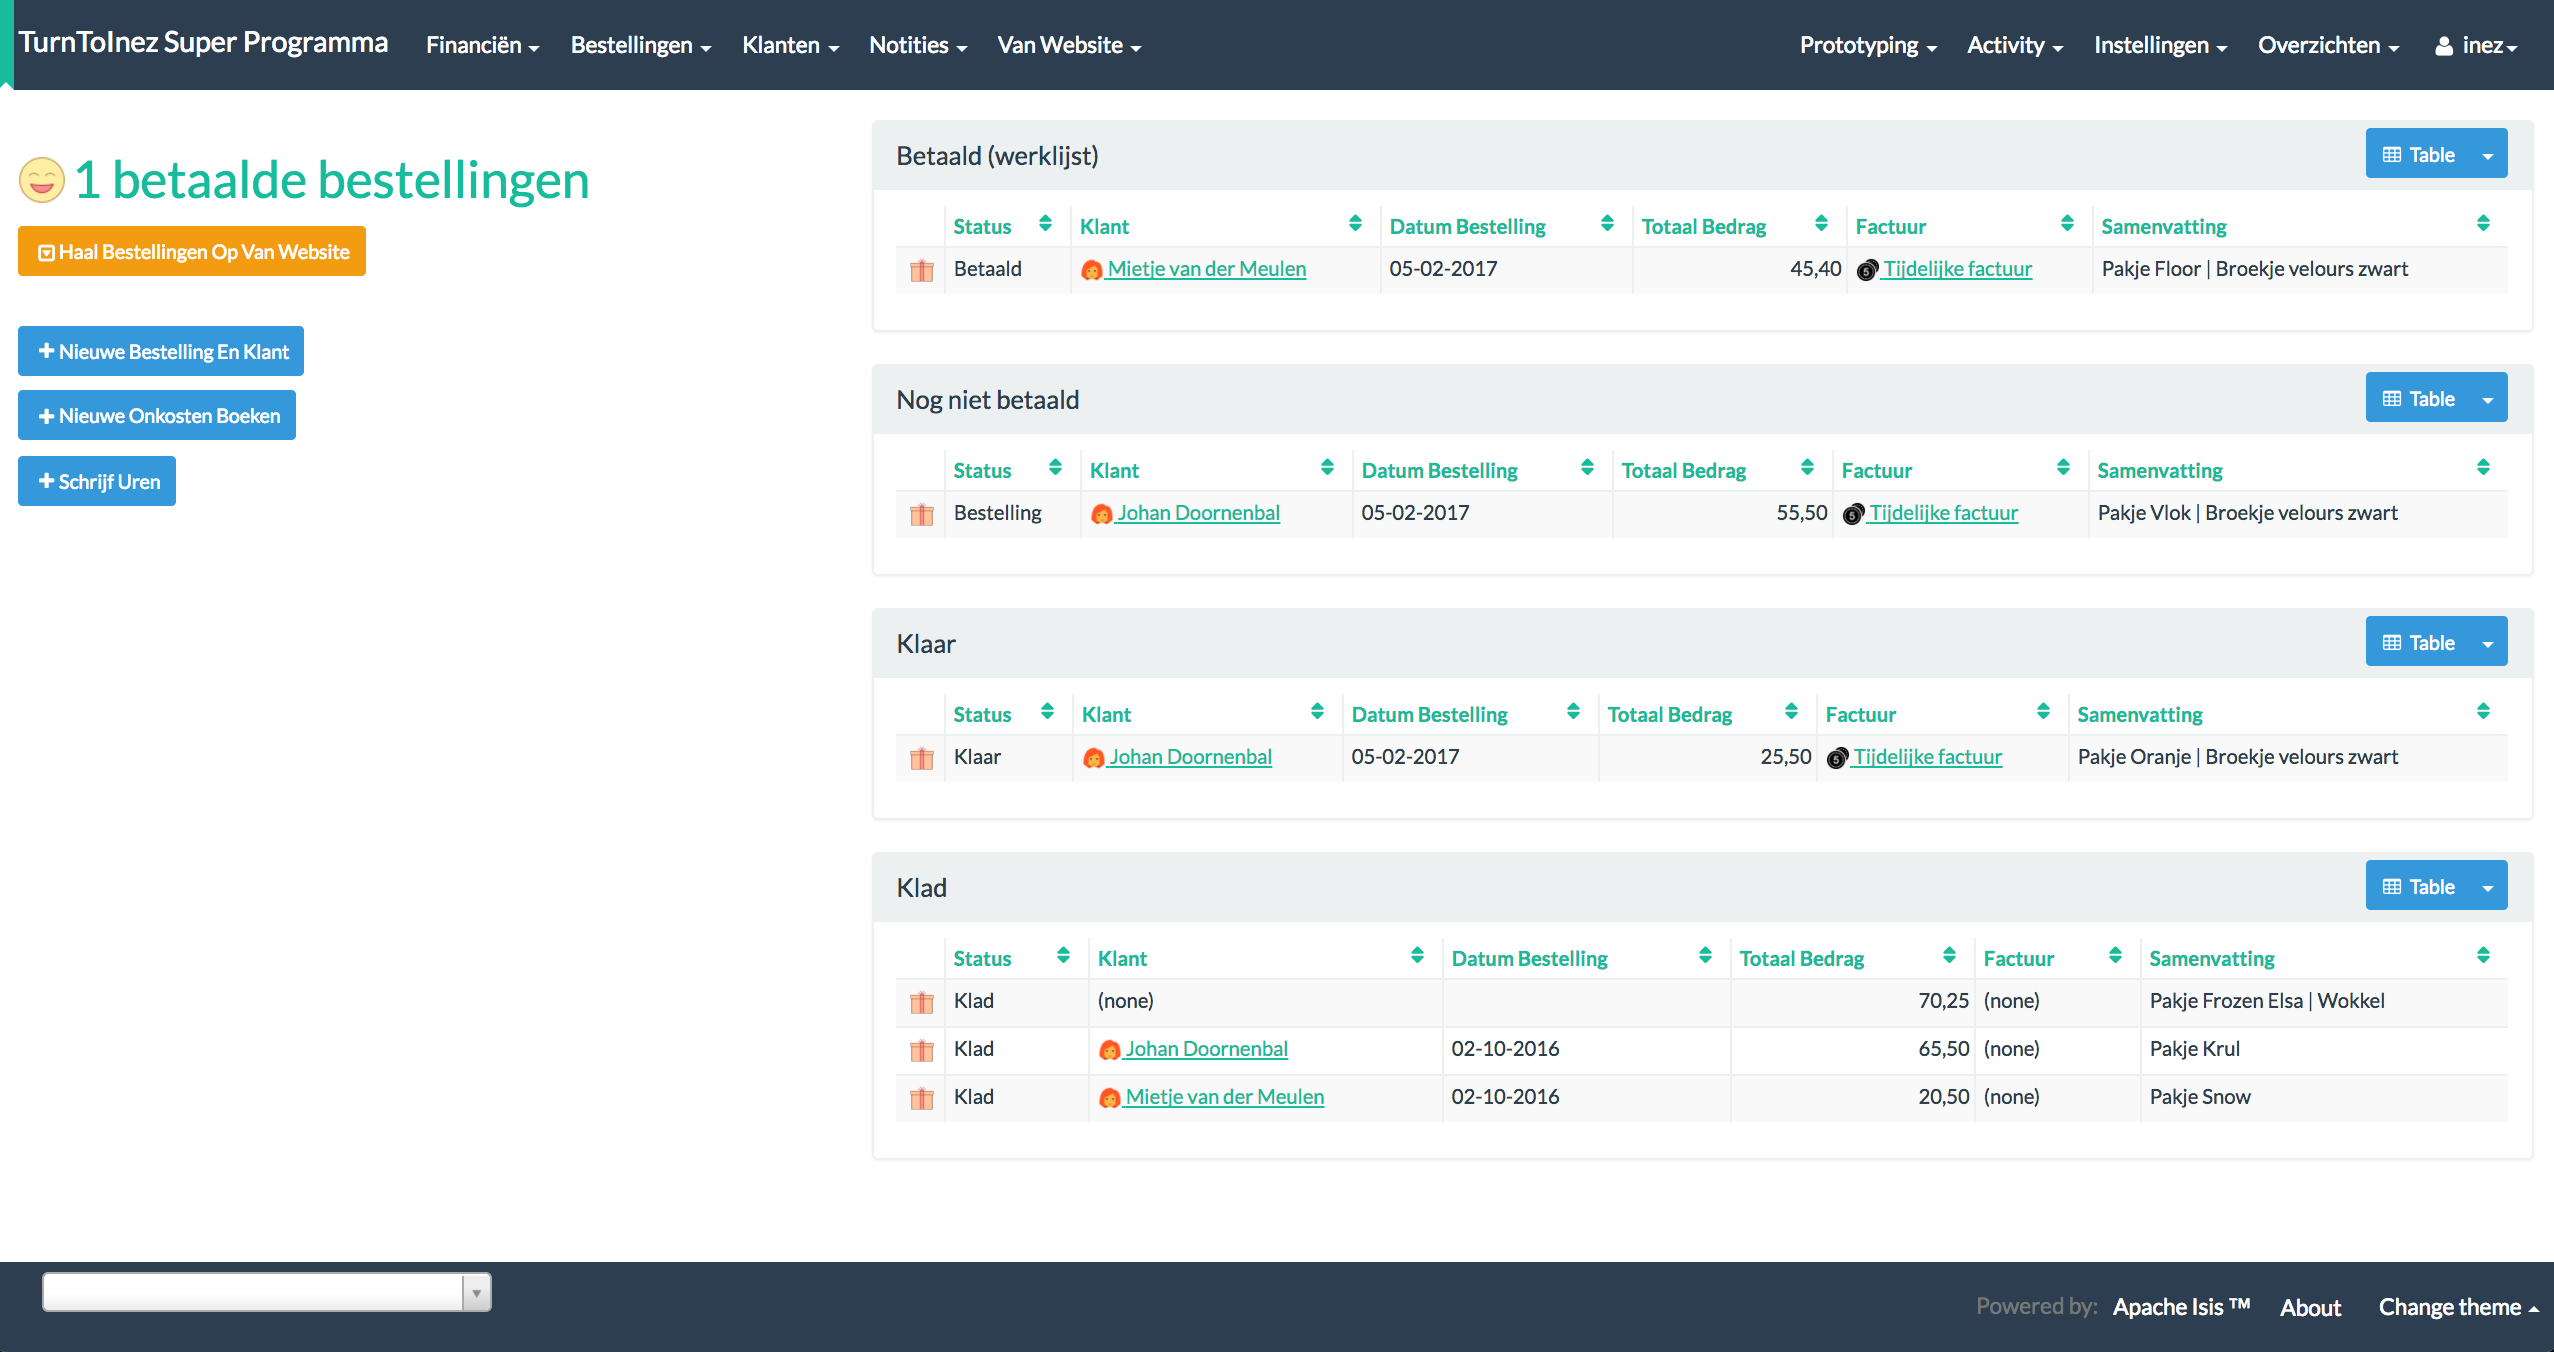 TurnToInez Super Programma Financiën Bestellingen Klanten Notities Van Website Prototyping Activity Instellingen Overzichten inez
1 betaalde bestellingen
Haal Bestellingen Op Van Website
Nieuwe Bestelling En Klant
Nieuwe Onkosten Boeken
Schrijf Uren
Betaald (werklijst) Table
Status Klant Datum Bestelling Totaal Bedrag Factuur Samenvatting
Betaald Mietje van der Meulen 05-02-2017 45,40 Tijdelijke factuur Pakje Floor | Broekje velours zwart
Nog niet betaald Table
Status Klant Datum Bestelling Totaal Bedrag Factuur Samenvatting
Bestelling Johan Doornenbal 05-02-2017 55,50 Tijdelijke factuur Pakje Vlok | Broekje velours zwart
Klaar Table
Status Klant Datum Bestelling Totaal Bedrag Factuur Samenvatting
Klaar Johan Doornenbal 05-02-2017 25,50 Tijdelijke factuur Pakje Oranje | Broekje velours zwart
Klad Table
Status Klant Datum Bestelling Totaal Bedrag Factuur Samenvatting
Klad (none) 70,25 (none) Pakje Frozen Elsa | Wokkel
Klad Johan Doornenbal 02-10-2016 65,50 (none) Pakje Krul
Klad Mietje van der Meulen 02-10-2016 20,50 (none) Pakje Snow
Powered by: Apache Isis ™ About Change theme